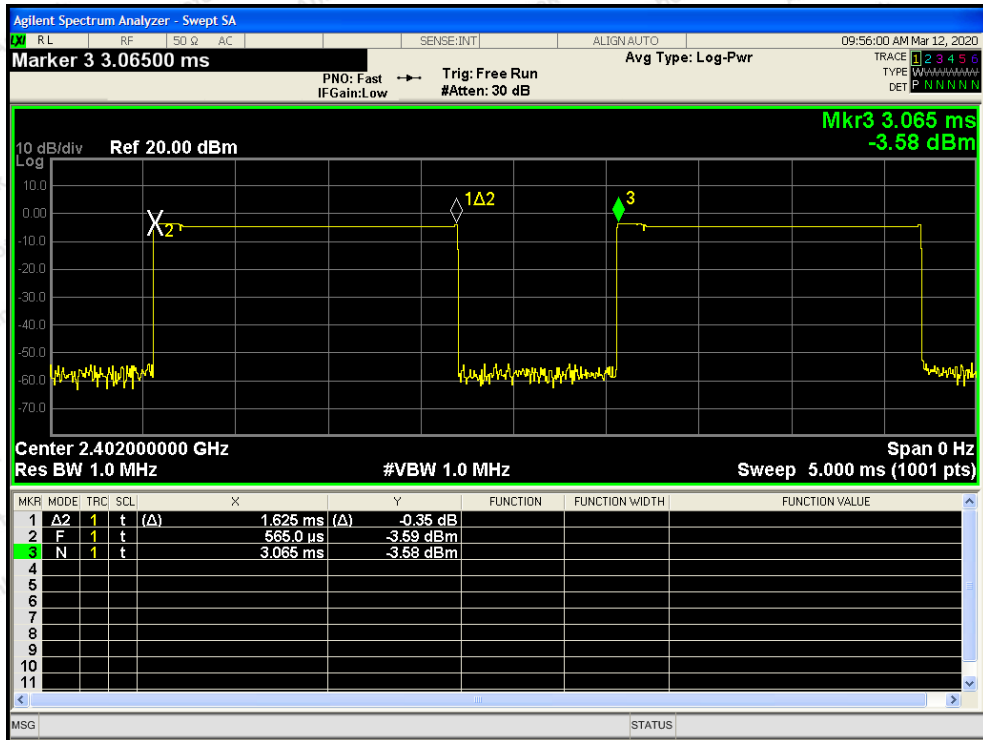 Agilent Spectrum Analyzer - Swept SA
LXI RL RF 50 Ω AC SENSE:INT ALIGN AUTO 09:56:00 AM Mar 12, 2020
Marker 3 3.06500 ms Avg Type: Log-Pwr TRACE 1 2 3 4 5 6
PNO: Fast Trig: Free Run TYPE WWWWWW
IFGain:Low #Atten: 30 dB DET P N N N N N
Mkr3 3.065 ms
10 dB/div Ref 20.00 dBm -3.58 dBm
Log
10.0
0.00
-10.0
-20.0
-30.0
-40.0
-50.0
-60.0
-70.0
X2 1Δ2 3
Center 2.402000000 GHz Span 0 Hz
Res BW 1.0 MHz #VBW 1.0 MHz Sweep 5.000 ms (1001 pts)
MKR MODE TRC SCL X Y FUNCTION FUNCTION WIDTH FUNCTION VALUE
1 Δ2 1 t (Δ) 1.625 ms (Δ) -0.35 dB
2 F 1 t 565.0 µs -3.59 dBm
3 N 1 t 3.065 ms -3.58 dBm
4
5
6
7
8
9
10
11
MSG STATUS